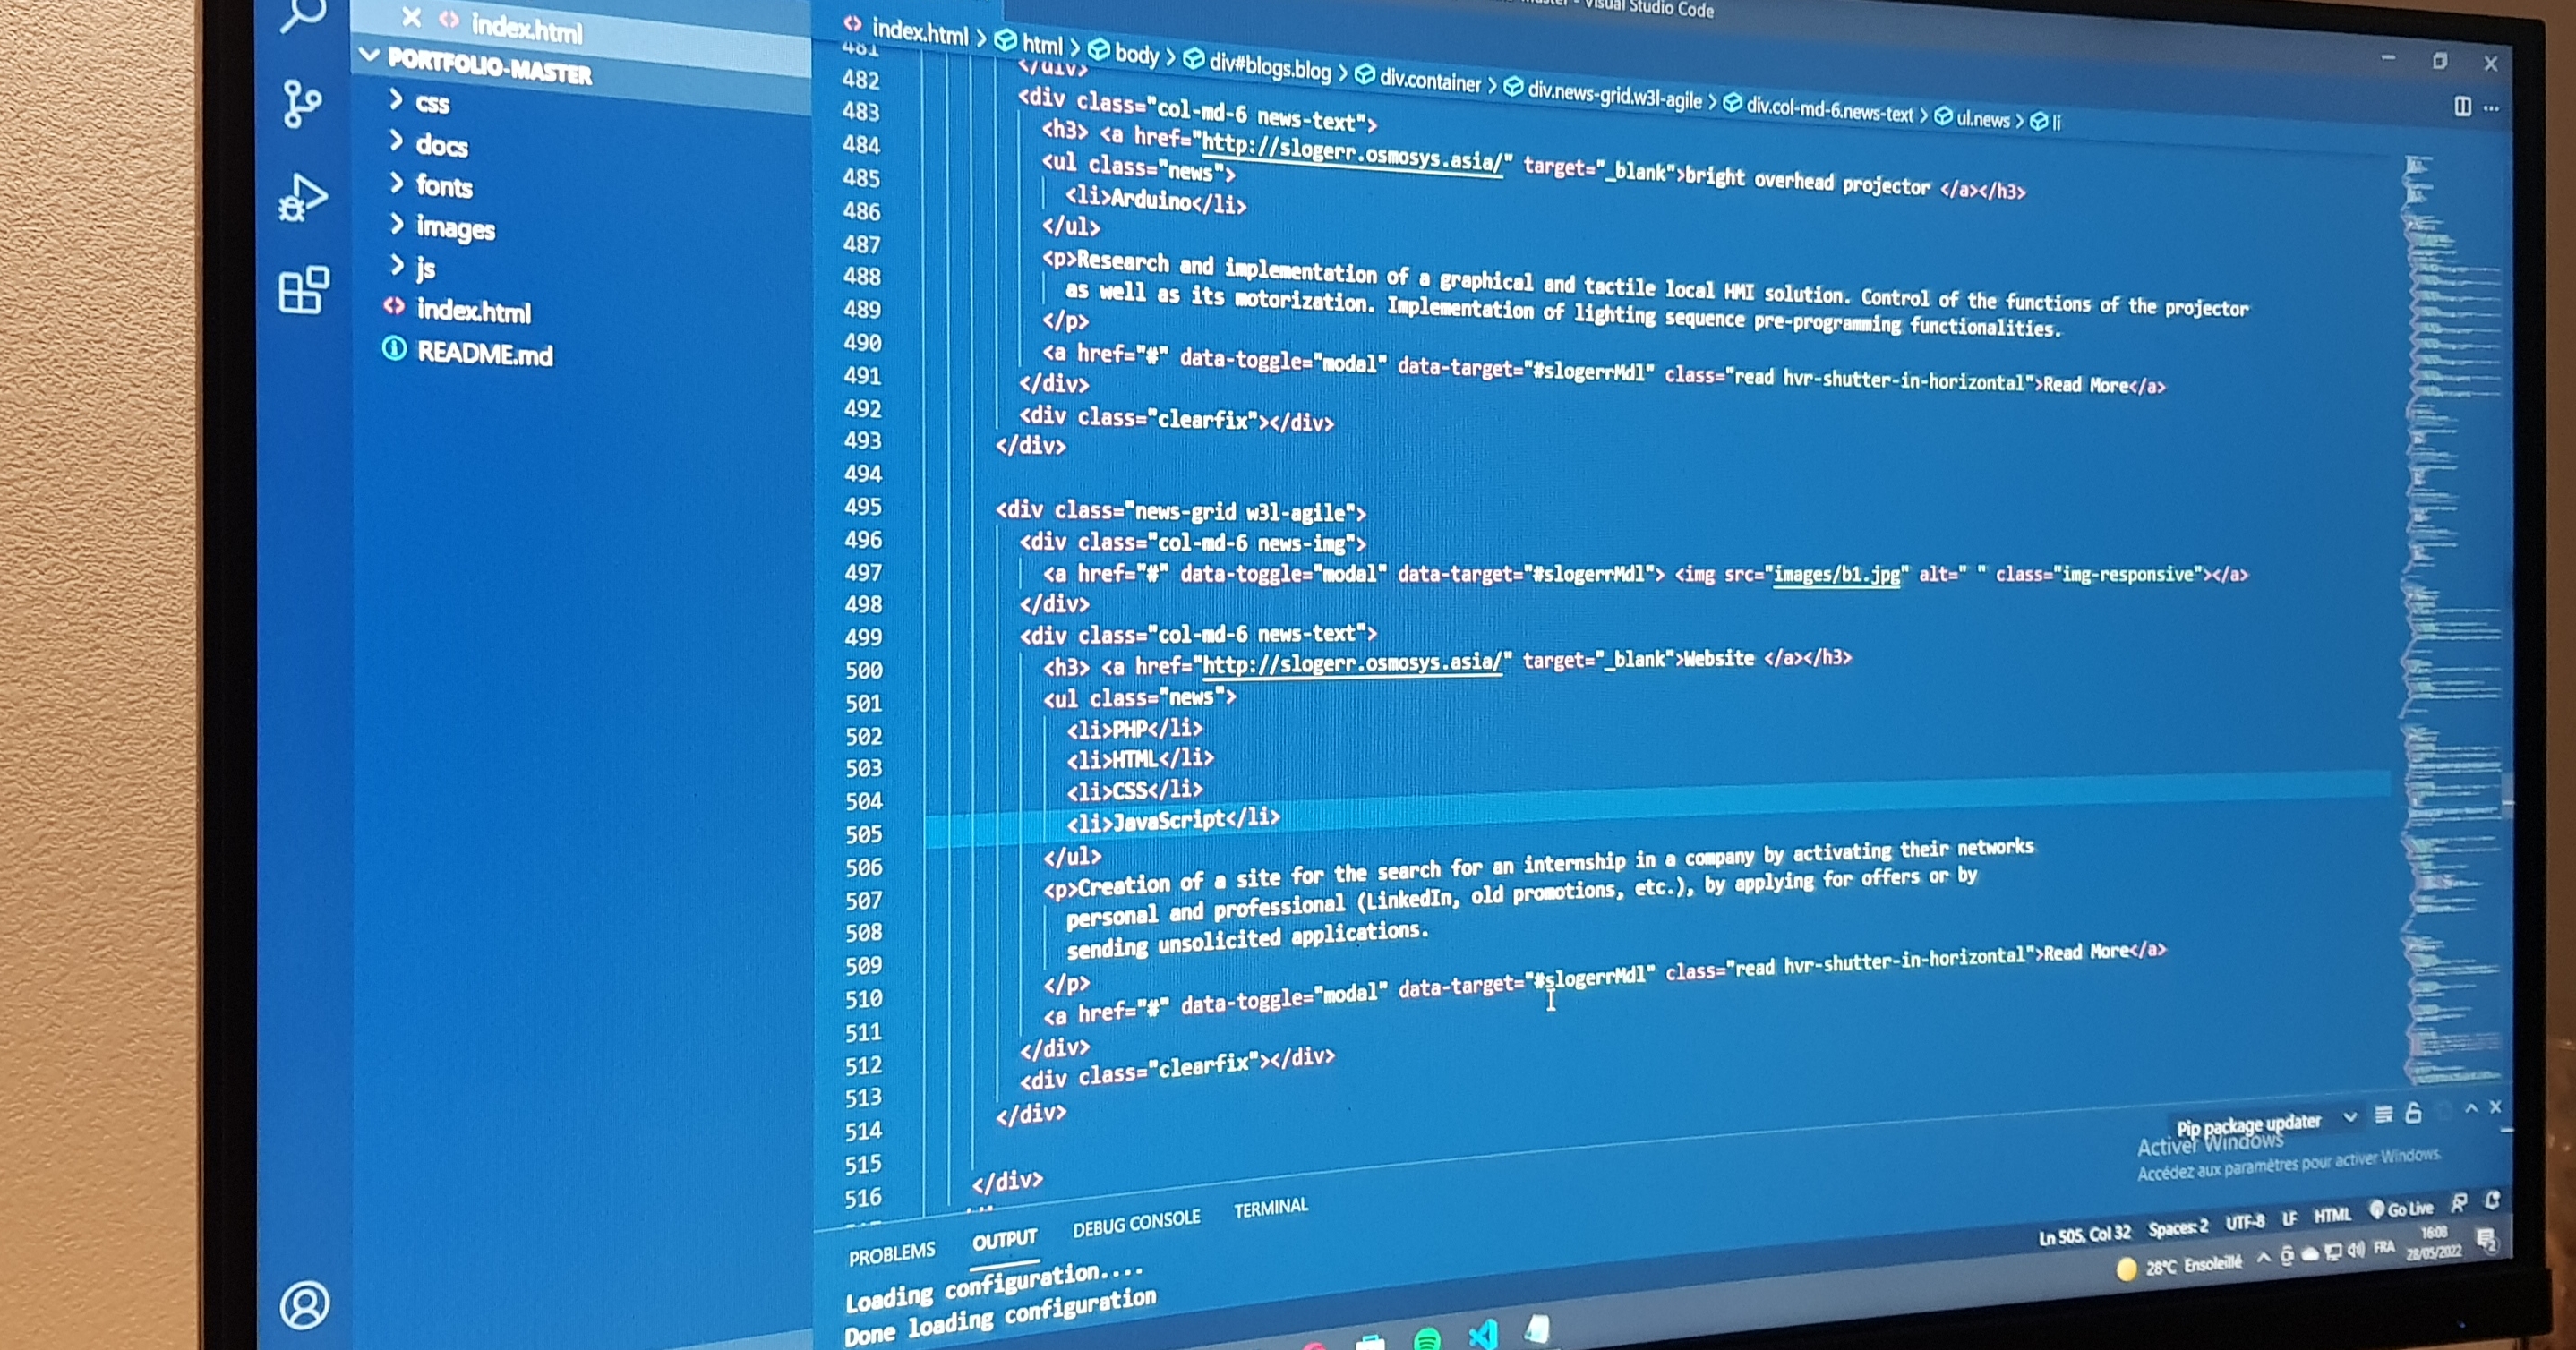 - Visual Studio Code
index.html
PORTFOLIO-MASTER
css
docs
fonts
images
js
index.html
README.md
index.html > html > body > div#blogs.blog > div.container > div.news-grid.w3l-agile > div.col-md-6.news-text > ul.news > li
481
482 </div>
483 <div class="col-md-6 news-text">
484 <h3> <a href="http://slogerr.osmosys.asia/" target="_blank">bright overhead projector </a></h3>
485 <ul class="news">
486 <li>Arduino</li>
487 </ul>
488 <p>Research and implementation of a graphical and tactile local HMI solution. Control of the functions of the projector
489 as well as its motorization. Implementation of lighting sequence pre-programming functionalities.
490 </p>
491 <a href="#" data-toggle="modal" data-target="#slogerrMdl" class="read hvr-shutter-in-horizontal">Read More</a>
492 </div>
493 <div class="clearfix"></div>
494 </div>
495
496 <div class="news-grid w3l-agile">
497 <div class="col-md-6 news-img">
498 <a href="#" data-toggle="modal" data-target="#slogerrMdl"> <img src="images/b1.jpg" alt=" " class="img-responsive"></a>
499 </div>
500 <div class="col-md-6 news-text">
501 <h3> <a href="http://slogerr.osmosys.asia/" target="_blank">Website </a></h3>
502 <ul class="news">
503 <li>PHP</li>
504 <li>HTML</li>
505 <li>CSS</li>
<li>JavaScript</li>
506 </ul>
507 <p>Creation of a site for the search for an internship in a company by activating their networks
508 personal and professional (LinkedIn, old promotions, etc.), by applying for offers or by
509 sending unsolicited applications.
510 </p>
511 <a href="#" data-toggle="modal" data-target="#slogerrMdl" class="read hvr-shutter-in-horizontal">Read More</a>
512 </div>
513 <div class="clearfix"></div>
514 </div>
515
516 </div>
Pip package updater
Activer Windows
Accédez aux paramètres pour activer Windows.
PROBLEMS OUTPUT DEBUG CONSOLE TERMINAL
Loading configuration....
Done loading configuration
Ln 505, Col 32 Spaces: 2 UTF-8 LF HTML Go Live
28°C Ensoleillé FRA 16:08
28/05/2022
2